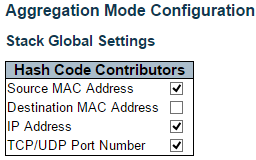 Aggregation Mode Configuration
Stack Global Settings
Hash Code Contributors
Source MAC Address
Destination MAC Address
IP Address
TCP/UDP Port Number